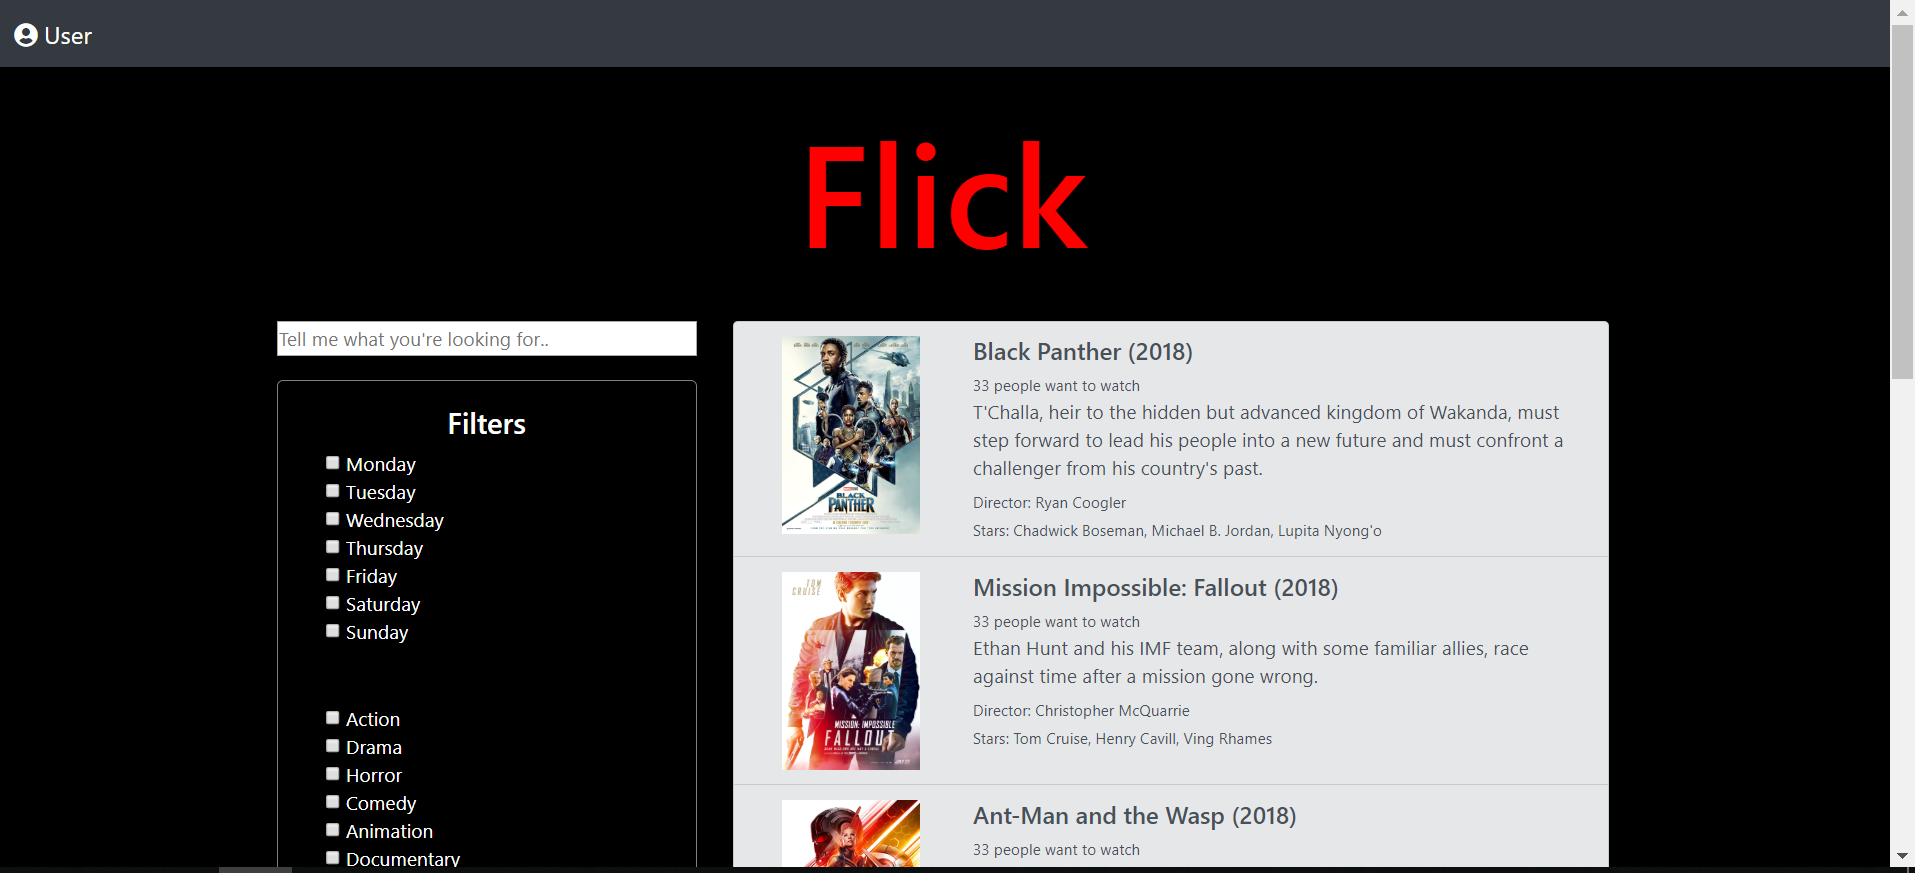 User
Flick
Tell me what you're looking for..
Filters
Monday
Tuesday
Wednesday
Thursday
Friday
Saturday
Sunday
Action
Drama
Horror
Comedy
Animation
Documentary
BLACK
PANTHER
Black Panther (2018)
33 people want to watch
T'Challa, heir to the hidden but advanced kingdom of Wakanda, must
step forward to lead his people into a new future and must confront a
challenger from his country's past.
Director: Ryan Coogler
Stars: Chadwick Boseman, Michael B. Jordan, Lupita Nyong'o
TOM
CRUISE
MISSION: IMPOSSIBLE
FALLOUT
Mission Impossible: Fallout (2018)
33 people want to watch
Ethan Hunt and his IMF team, along with some familiar allies, race
against time after a mission gone wrong.
Director: Christopher McQuarrie
Stars: Tom Cruise, Henry Cavill, Ving Rhames
Ant-Man and the Wasp (2018)
33 people want to watch